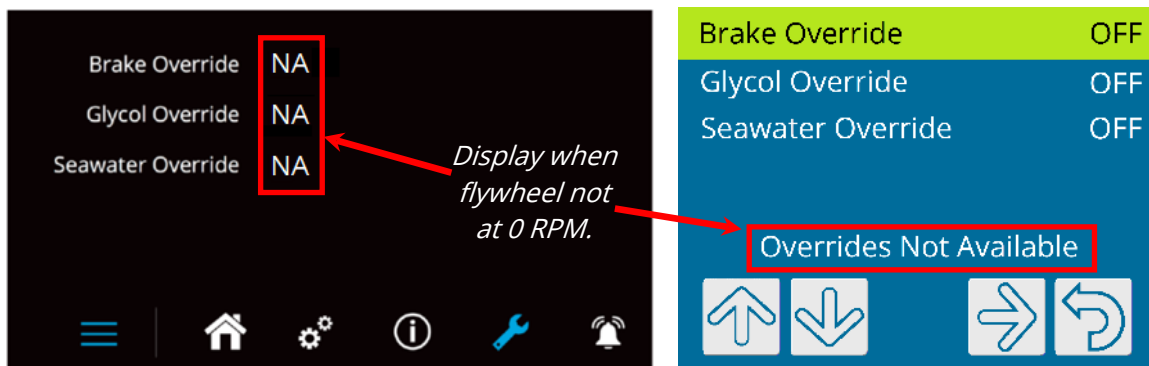 Brake Override NA
Glycol Override NA
Seawater Override NA
Display when
flywheel not
at 0 RPM.
Brake Override OFF
Glycol Override OFF
Seawater Override OFF
Overrides Not Available